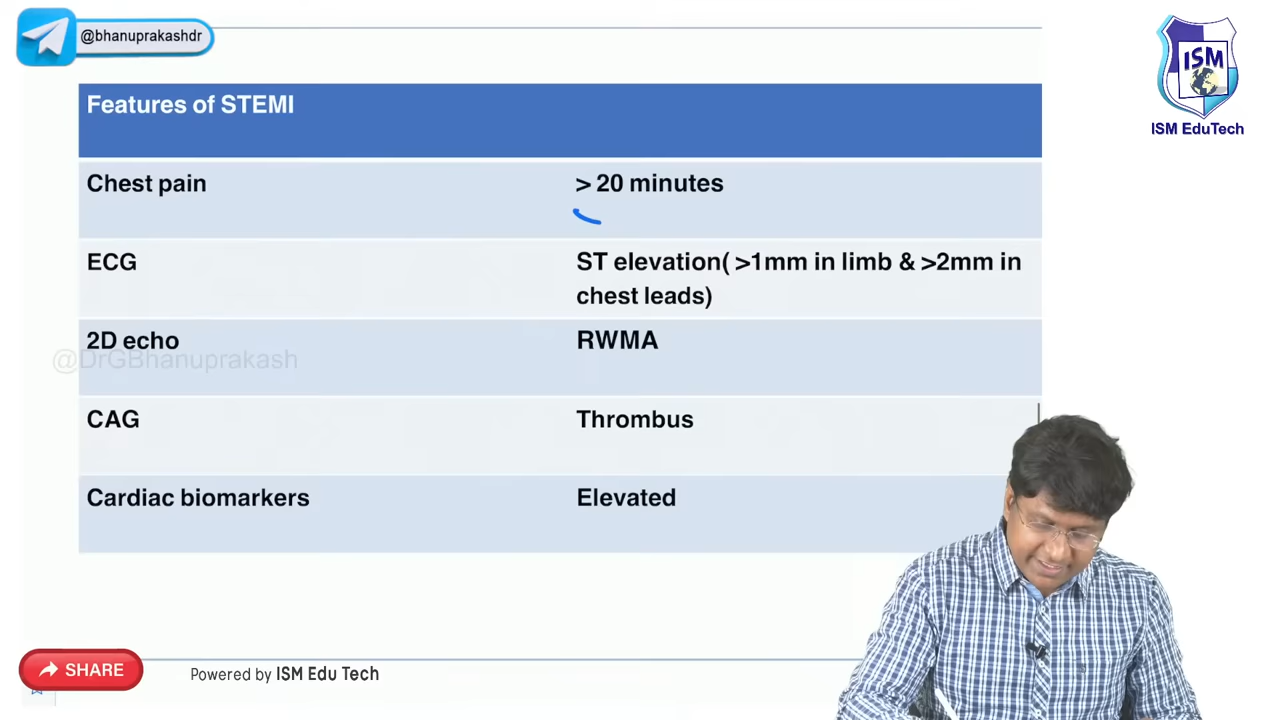 @bhanuprakashdr
ISM
ISM EduTech
Features of STEMI
Chest pain
> 20 minutes
ECG
ST elevation( >1mm in limb & >2mm in
chest leads)
2D echo
RWMA
@DrGBhanuprakash
CAG
Thrombus
Cardiac biomarkers
Elevated
SHARE
Powered by ISM Edu Tech